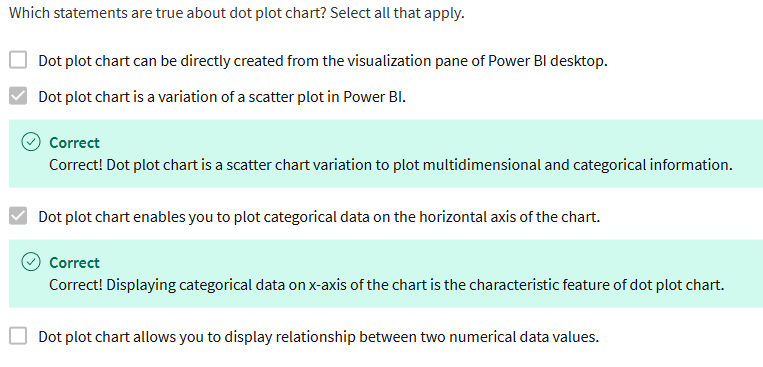 Which statements are true about dot plot chart? Select all that apply.
Dot plot chart can be directly created from the visualization pane of Power BI desktop.
Dot plot chart is a variation of a scatter plot in Power BI.
Correct
Correct! Dot plot chart is a scatter chart variation to plot multidimensional and categorical information.
Dot plot chart enables you to plot categorical data on the horizontal axis of the chart.
Correct
Correct! Displaying categorical data on x-axis of the chart is the characteristic feature of dot plot chart.
Dot plot chart allows you to display relationship between two numerical data values.